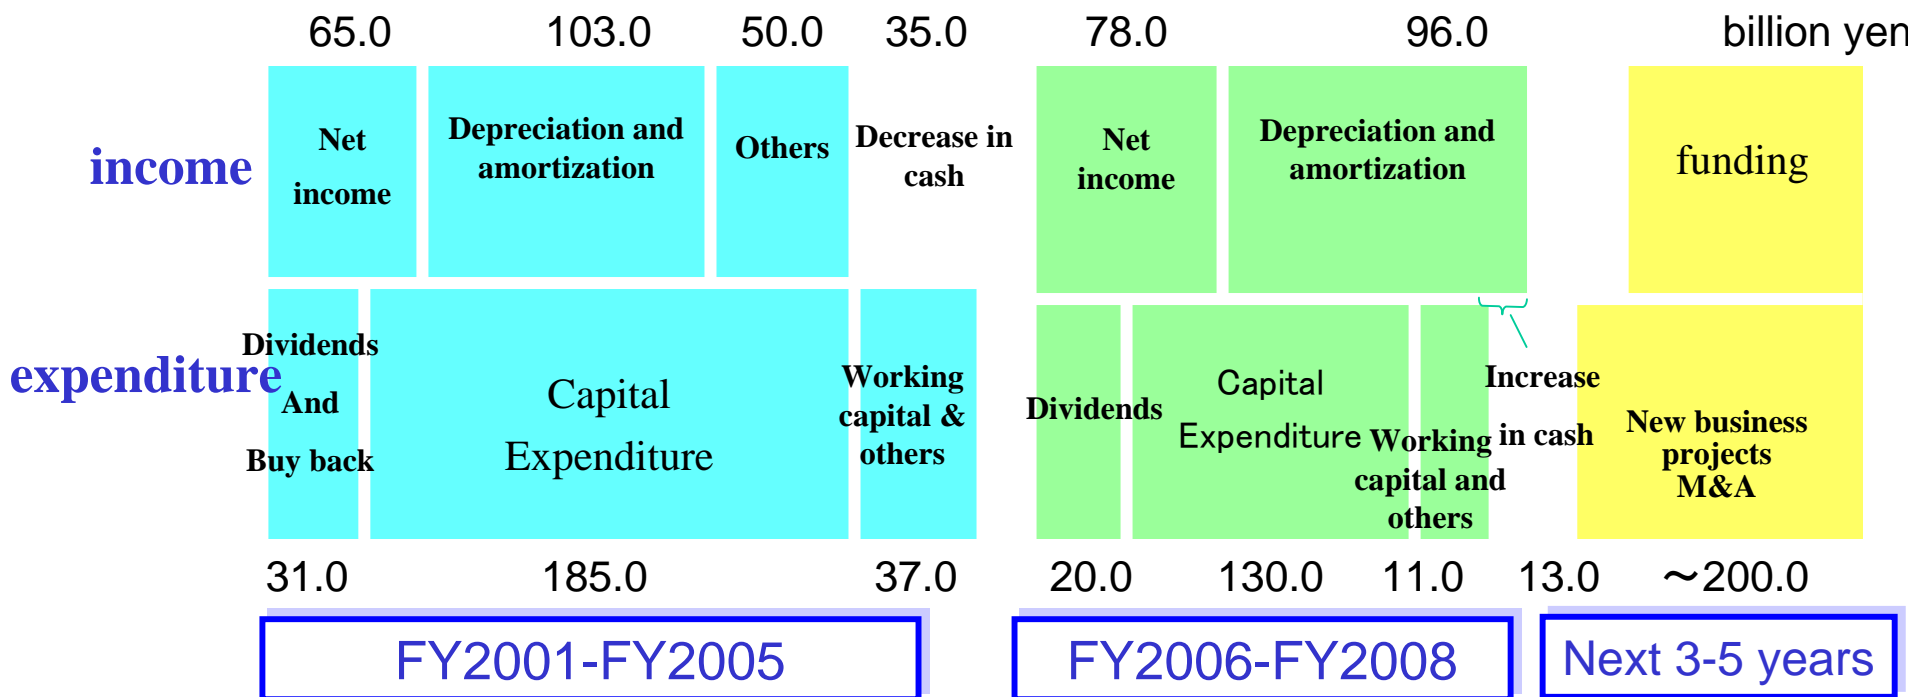 65.0 103.0 50.0 35.0 78.0 96.0 billion yen
income
Net
income
Depreciation and
amortization
Others
Decrease in
cash
Net
income
Depreciation and
amortization
funding
expenditure
Dividends
And
Buy back
Capital
Expenditure
Working
capital &
others
Dividends
Capital
Expenditure
Working
capital and
others
Increase
in cash
New business
projects
M&A
31.0 185.0 37.0 20.0 130.0 11.0 13.0 ～200.0
FY2001-FY2005 FY2006-FY2008 Next 3-5 years